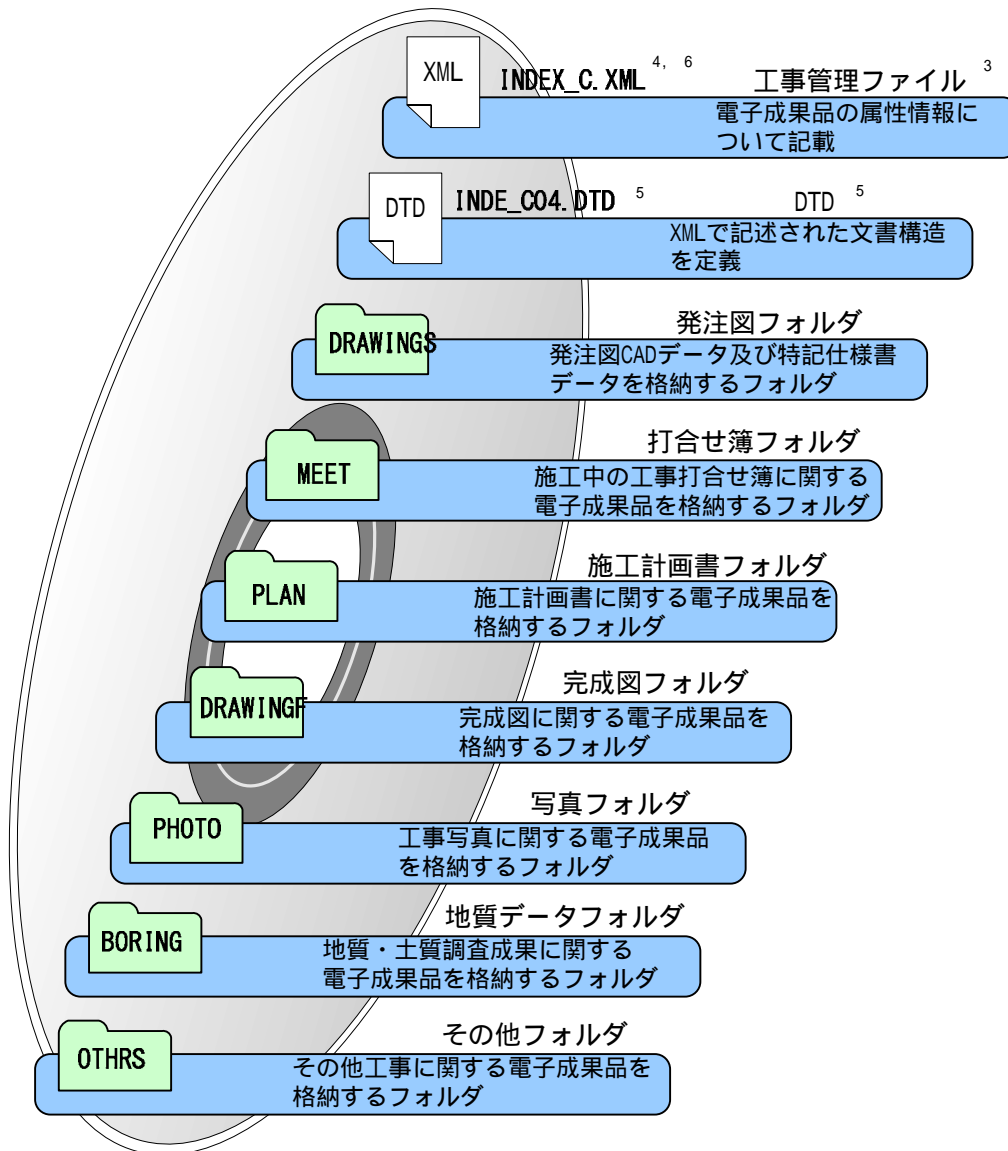 XML
INDEX_C.XML 4, 6 工事管理ファイル 3
電子成果品の属性情報に
ついて記載
DTD
INDE_C04.DTD 5 DTD 5
XMLで記述された文書構造
を定義
発注図フォルダ
DRAWINGS
発注図CADデータ及び特記仕様書
データを格納するフォルダ
打合せ簿フォルダ
MEET
施工中の工事打合せ簿に関する
電子成果品を格納するフォルダ
施工計画書フォルダ
PLAN
施工計画書に関する電子成果品を
格納するフォルダ
完成図フォルダ
DRAWINGF
完成図に関する電子成果品を
格納するフォルダ
写真フォルダ
PHOTO
工事写真に関する電子成果品
を格納するフォルダ
地質データフォルダ
BORING
地質・土質調査成果に関する
電子成果品を格納するフォルダ
その他フォルダ
OTHRS
その他工事に関する電子成果品を
格納するフォルダ